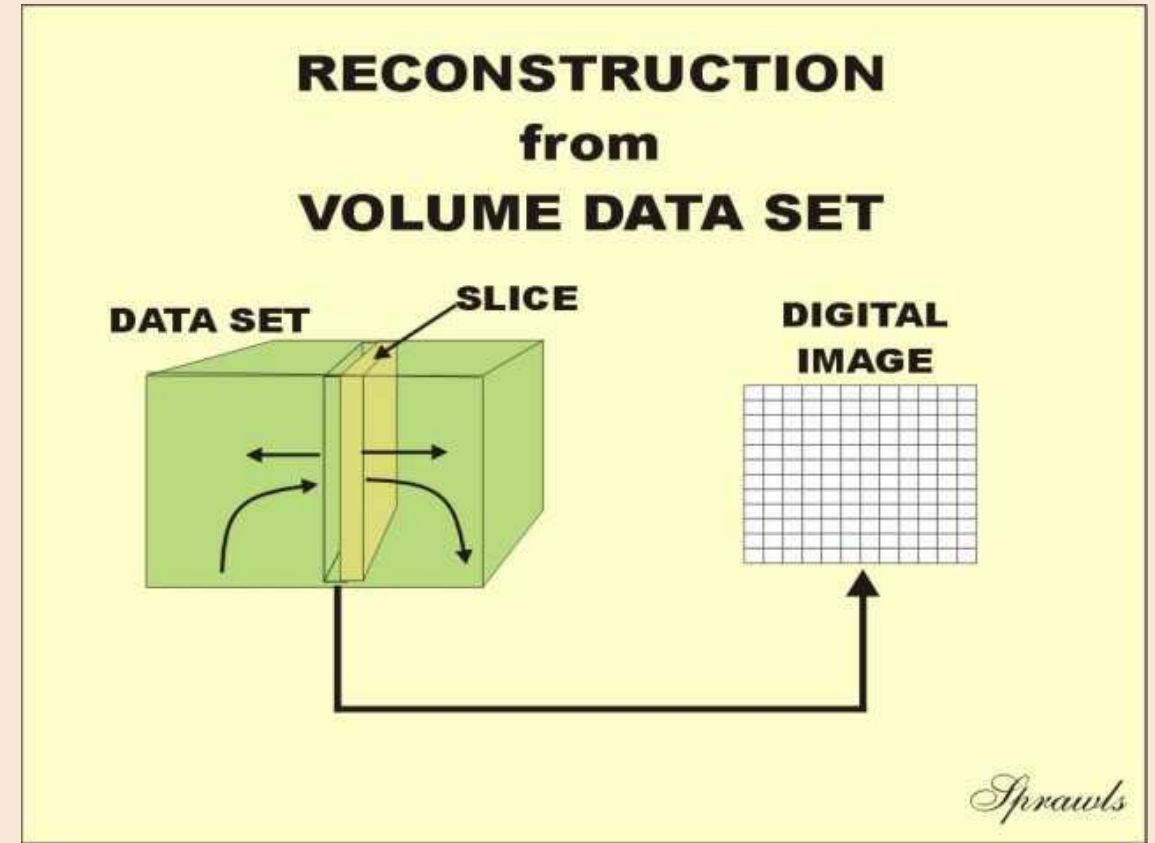 RECONSTRUCTION
from
VOLUME DATA SET
DATA SET
SLICE
DIGITAL
IMAGE
Sprawls